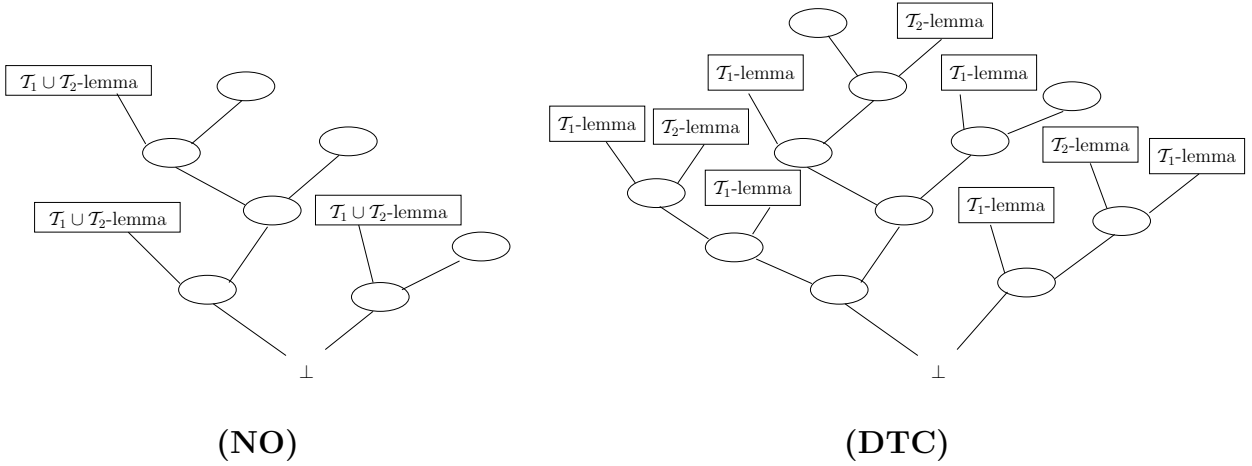 𝒯₁ ∪ 𝒯₂-lemma
𝒯₁ ∪ 𝒯₂-lemma
𝒯₁ ∪ 𝒯₂-lemma
⊥
(NO)
𝒯₂-lemma
𝒯₁-lemma
𝒯₁-lemma
𝒯₁-lemma
𝒯₂-lemma
𝒯₂-lemma
𝒯₁-lemma
𝒯₁-lemma
𝒯₁-lemma
⊥
(DTC)